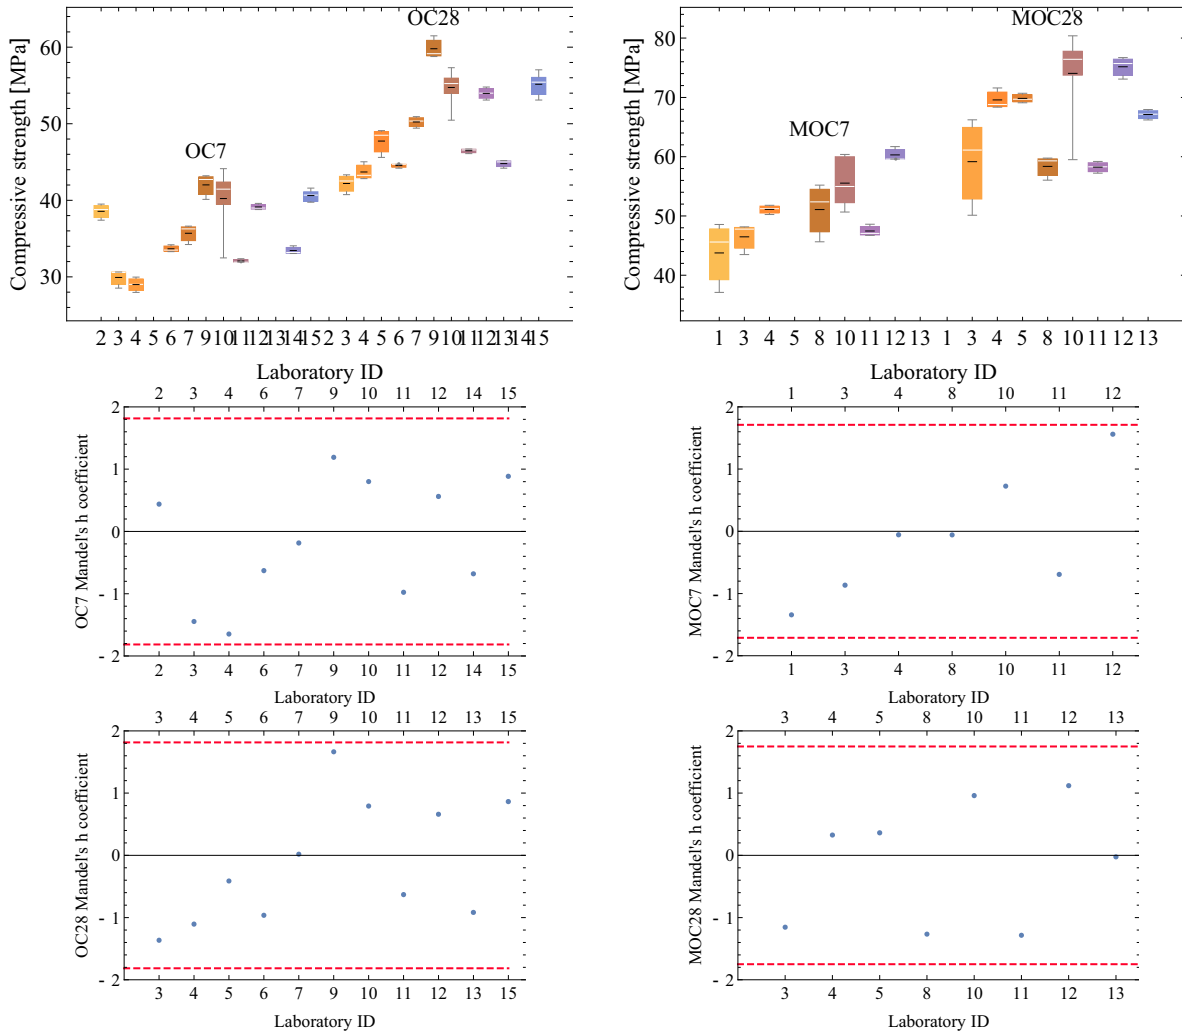 OC28
OC7
Compressive strength [MPa]
60
50
40
30
2 3 4 5 6 7 9 10 11 12 13 14 15 2 3 4 5 6 7 9 10 11 12 13 14 15
Laboratory ID
MOC28
MOC7
Compressive strength [MPa]
80
70
60
50
40
1 3 4 5 8 10 11 12 13 1 3 4 5 8 10 11 12 13
Laboratory ID
2 3 4 6 7 9 10 11 12 14 15
OC7 Mandel's h coefficient
2
1
0
- 1
- 2
2 3 4 6 7 9 10 11 12 14 15
Laboratory ID
1 3 4 8 10 11 12
MOC7 Mandel's h coefficient
2
1
0
- 1
- 2
1 3 4 8 10 11 12
Laboratory ID
3 4 5 6 7 9 10 11 12 13 15
OC28 Mandel's h coefficient
2
1
0
- 1
- 2
3 4 5 6 7 9 10 11 12 13 15
Laboratory ID
3 4 5 8 10 11 12 13
MOC28 Mandel's h coefficient
2
1
0
- 1
- 2
3 4 5 8 10 11 12 13
Laboratory ID